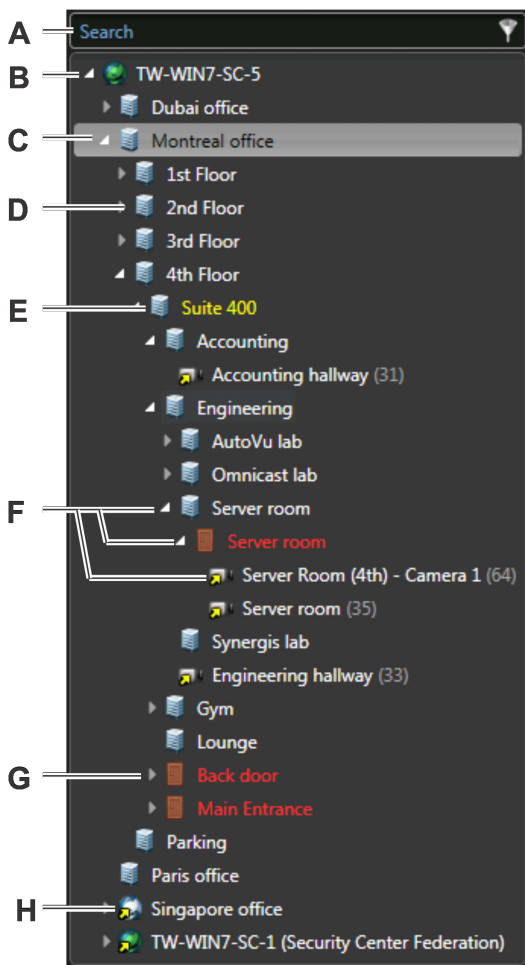 A Search
B TW-WIN7-SC-5
Dubai office
C Montreal office
1st Floor
D 2nd Floor
3rd Floor
4th Floor
E Suite 400
Accounting
Accounting hallway (31)
Engineering
AutoVu lab
Omnicast lab
F Server room
Server room
Server Room (4th) - Camera 1 (64)
Server room (35)
Synergis lab
Engineering hallway (33)
Gym
Lounge
G Back door
Main Entrance
Parking
Paris office
H Singapore office
TW-WIN7-SC-1 (Security Center Federation)